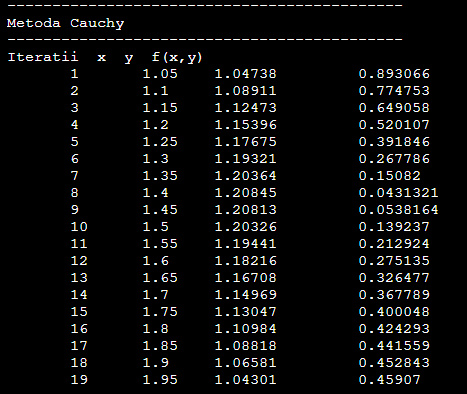 --------------------------------------------
Metoda Cauchy
--------------------------------------------
Iteratii x y f(x,y)
1 1.05 1.04738 0.893066
2 1.1 1.08911 0.774753
3 1.15 1.12473 0.649058
4 1.2 1.15396 0.520107
5 1.25 1.17675 0.391846
6 1.3 1.19321 0.267786
7 1.35 1.20364 0.15082
8 1.4 1.20845 0.0431321
9 1.45 1.20813 0.0538164
10 1.5 1.20326 0.139237
11 1.55 1.19441 0.212924
12 1.6 1.18216 0.275135
13 1.65 1.16708 0.326477
14 1.7 1.14969 0.367789
15 1.75 1.13047 0.400048
16 1.8 1.10984 0.424293
17 1.85 1.08818 0.441559
18 1.9 1.06581 0.452843
19 1.95 1.04301 0.45907